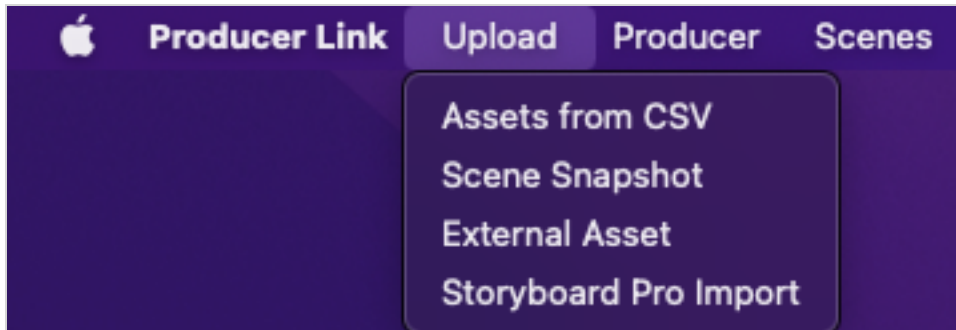 Producer Link Upload Producer Scenes
Assets from CSV
Scene Snapshot
External Asset
Storyboard Pro Import